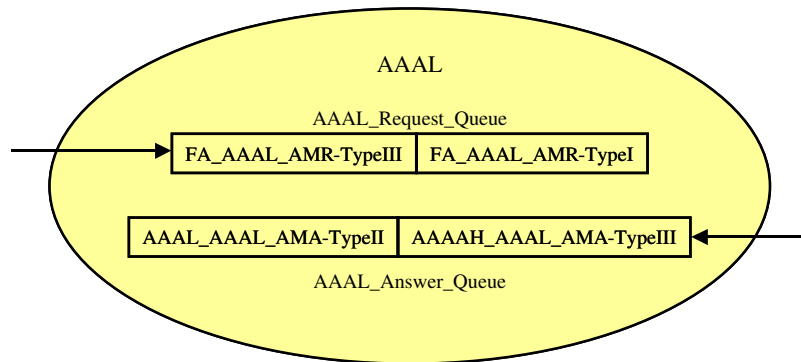 AAAL
AAAL_Request_Queue
FA_AAAL_AMR-TypeIII FA_AAAL_AMR-TypeI
AAAL_AAAL_AMA-TypeII AAAAH_AAAL_AMA-TypeIII
AAAL_Answer_Queue